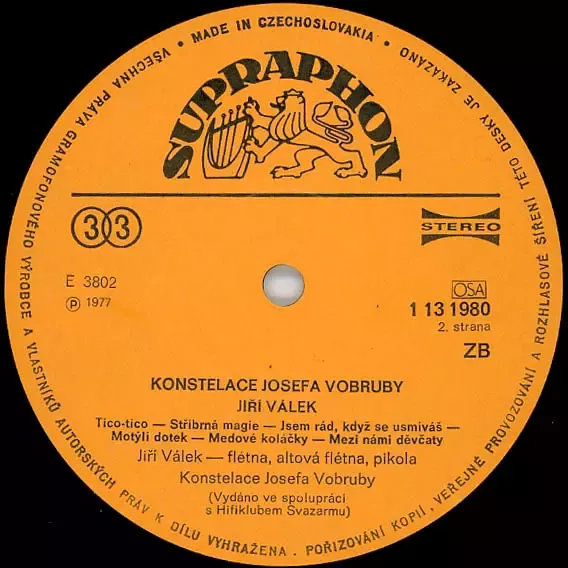 VŠECHNA PRÁVA GRAMOFONOVÉHO VÝROBCE A VLASTNÍKŮ AUTORSKÝCH PRÁV K DÍLU VYHRAŽENA . POŘIZOVÁNÍ KOPIÍ , VEŘEJNÉ PROVOZOVÁNÍ A ROZHLASOVÉ ŠÍŘENÍ TÉTO DESKY JE ZAKÁZÁNO
• MADE IN CZECHOSLOVAKIA •
SUPRAPHON
33
STEREO
E 3802
℗ 1977
OSA
1 13 1980
2. strana
ZB
KONSTELACE JOSEFA VOBRUBY
JIŘÍ VÁLEK
Tico-tico — Stříbrná magie — Jsem rád, když se usmíváš —
Motýlí dotek — Medové koláčky — Mezi námi děvčaty
Jiří Válek — flétna, altová flétna, pikola
Konstelace Josefa Vobruby
(Vydáno ve spolupráci
s Hifiklubem Svazarmu)